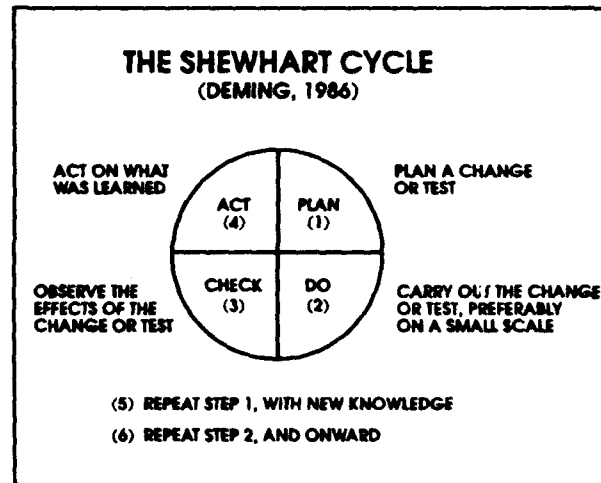 THE SHEWHART CYCLE
(DEMING, 1986)
ACT ON WHAT
WAS LEARNED
PLAN A CHANGE
OR TEST
ACT
(4)
PLAN
(1)
CHECK
(3)
DO
(2)
OBSERVE THE
EFFECTS OF THE
CHANGE OR TEST
CARRY OUT THE CHANGE
OR TEST, PREFERABLY
ON A SMALL SCALE
(5) REPEAT STEP 1, WITH NEW KNOWLEDGE
(6) REPEAT STEP 2, AND ONWARD